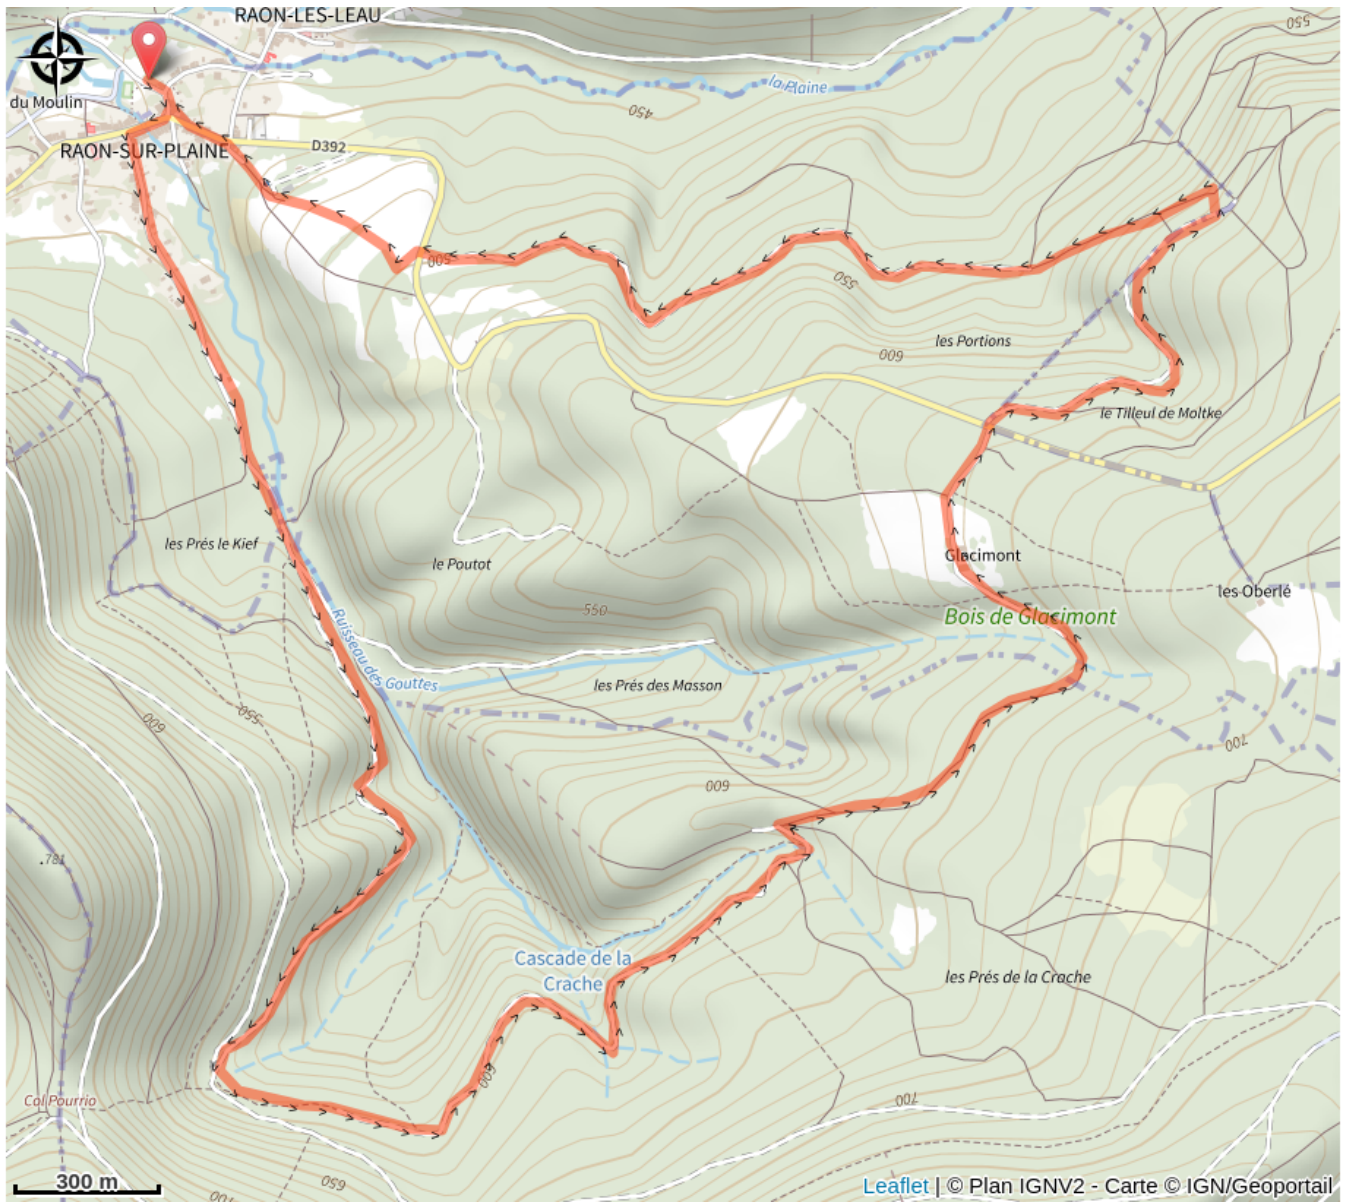 RAON-LES-LEAU
la Plaine
550
du Moulin
450
D392
RAON-SUR-PLAINE
500
550
les Portions
600
le Tilleul de Moltke
les Prés le Kief
Glacimont
le Poutot
les Oberlé
550
Bois de Glacimont
Ruisseau des Gouttes
les Prés des Masson
550
600
700
600
.781
Cascade de la
Crache
les Prés de la Crache
600
Col Pourrio
700
650
700
300 m
Leaflet | © Plan IGNV2 - Carte © IGN/Geoportail